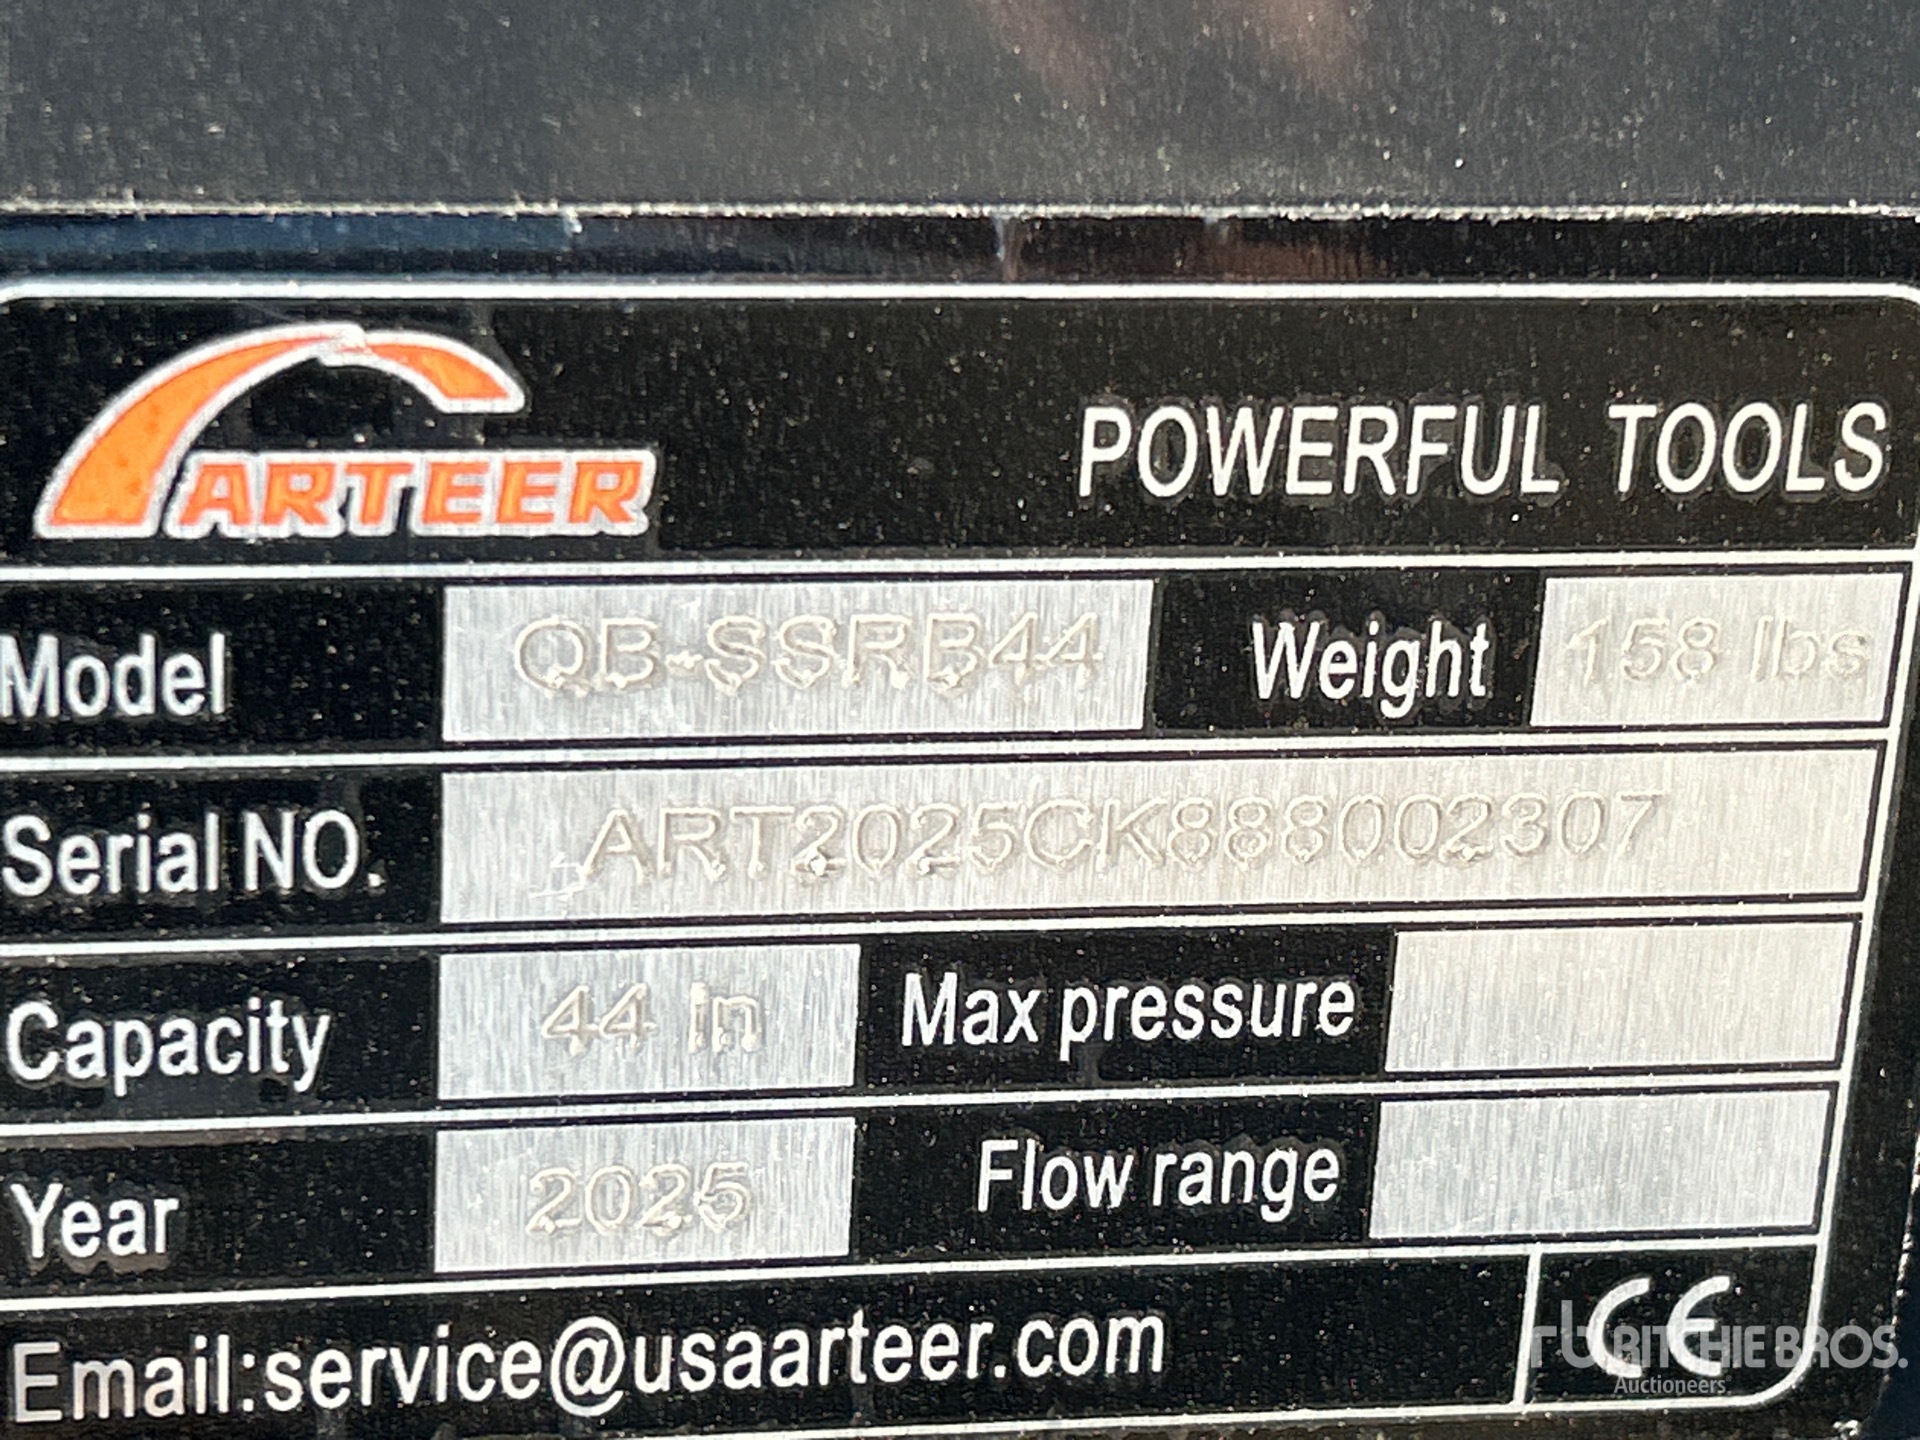 ARTEER POWERFUL TOOLS
Model QB-SSRB44 Weight 158 lbs
Serial NO. ART2025CK888002307
Capacity 44 in Max pressure
Year 2025 Flow range
Email:service@usaarteer.com CE
rb RITCHIE BROS.
Auctioneers